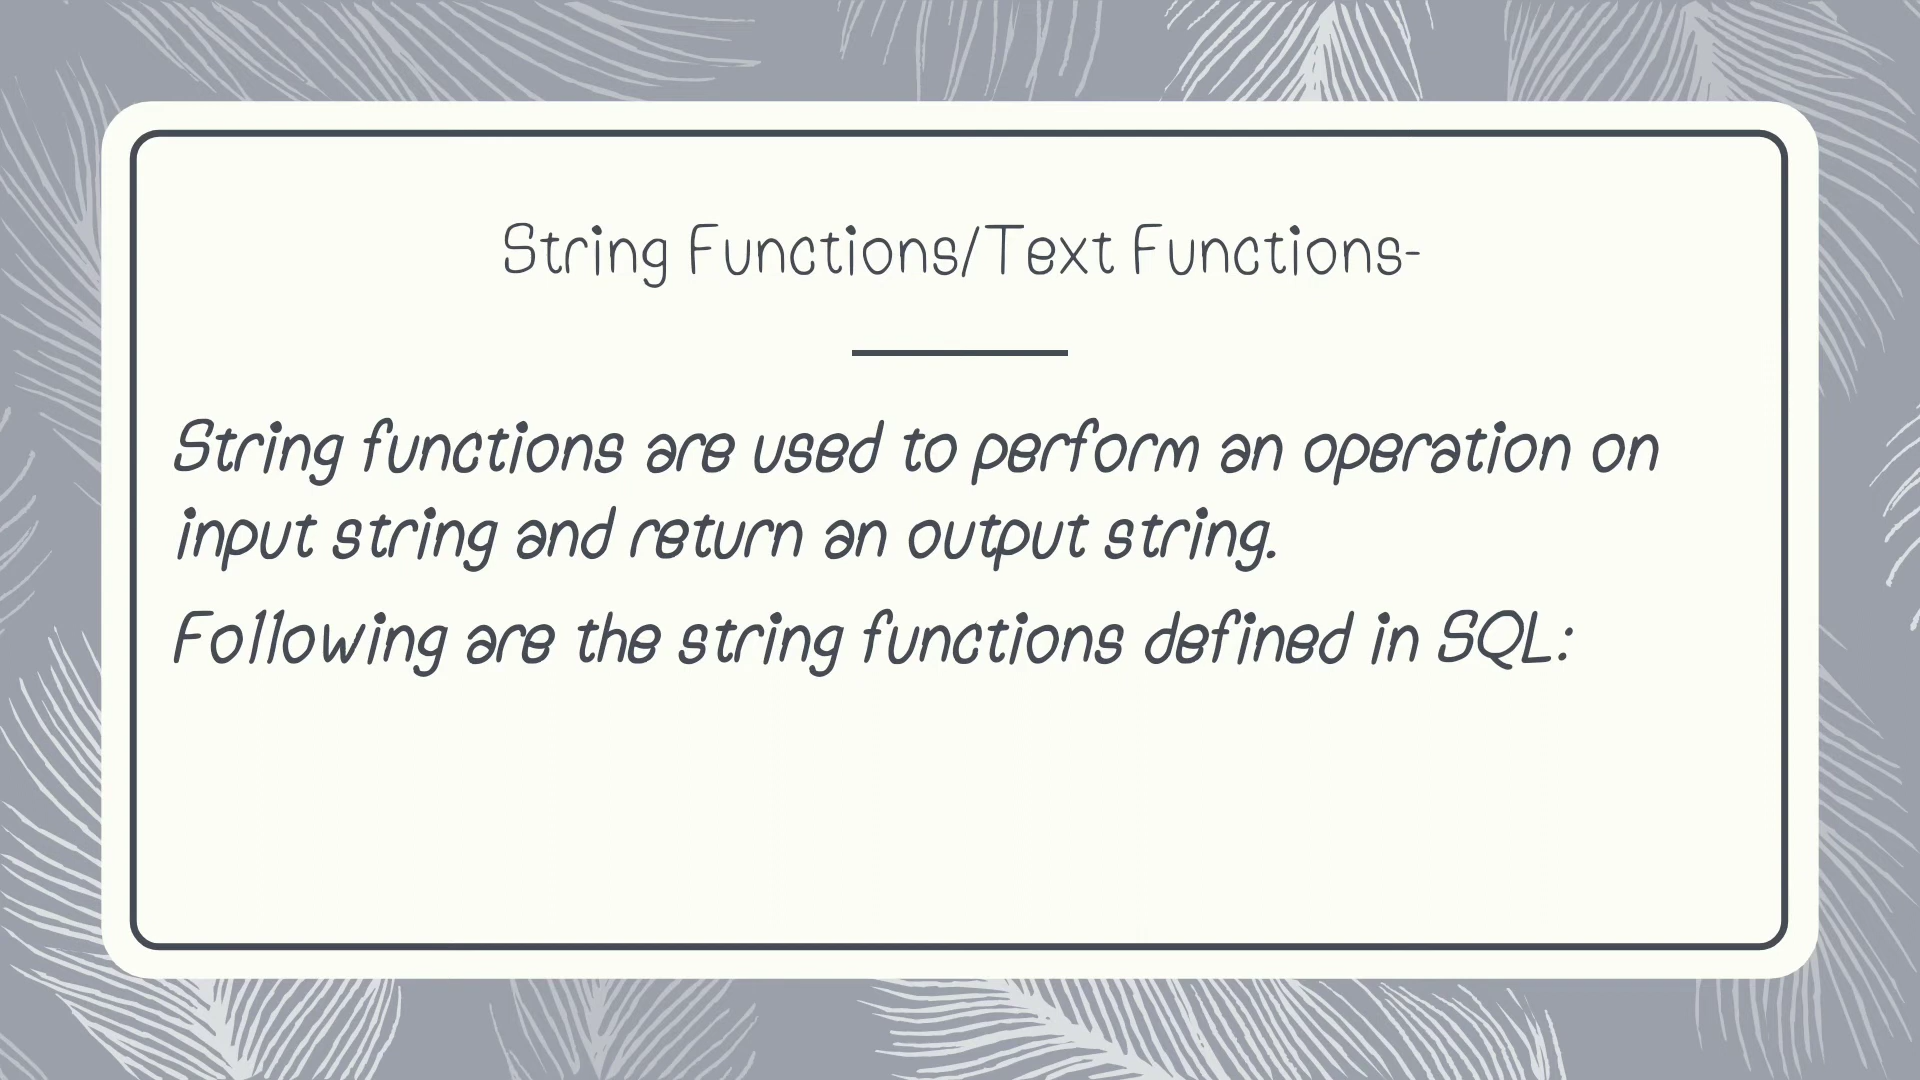 String Functions/Text Functions-
String functions are used to perform an operation on
input string and return an output string.
Following are the string functions defined in SQL: